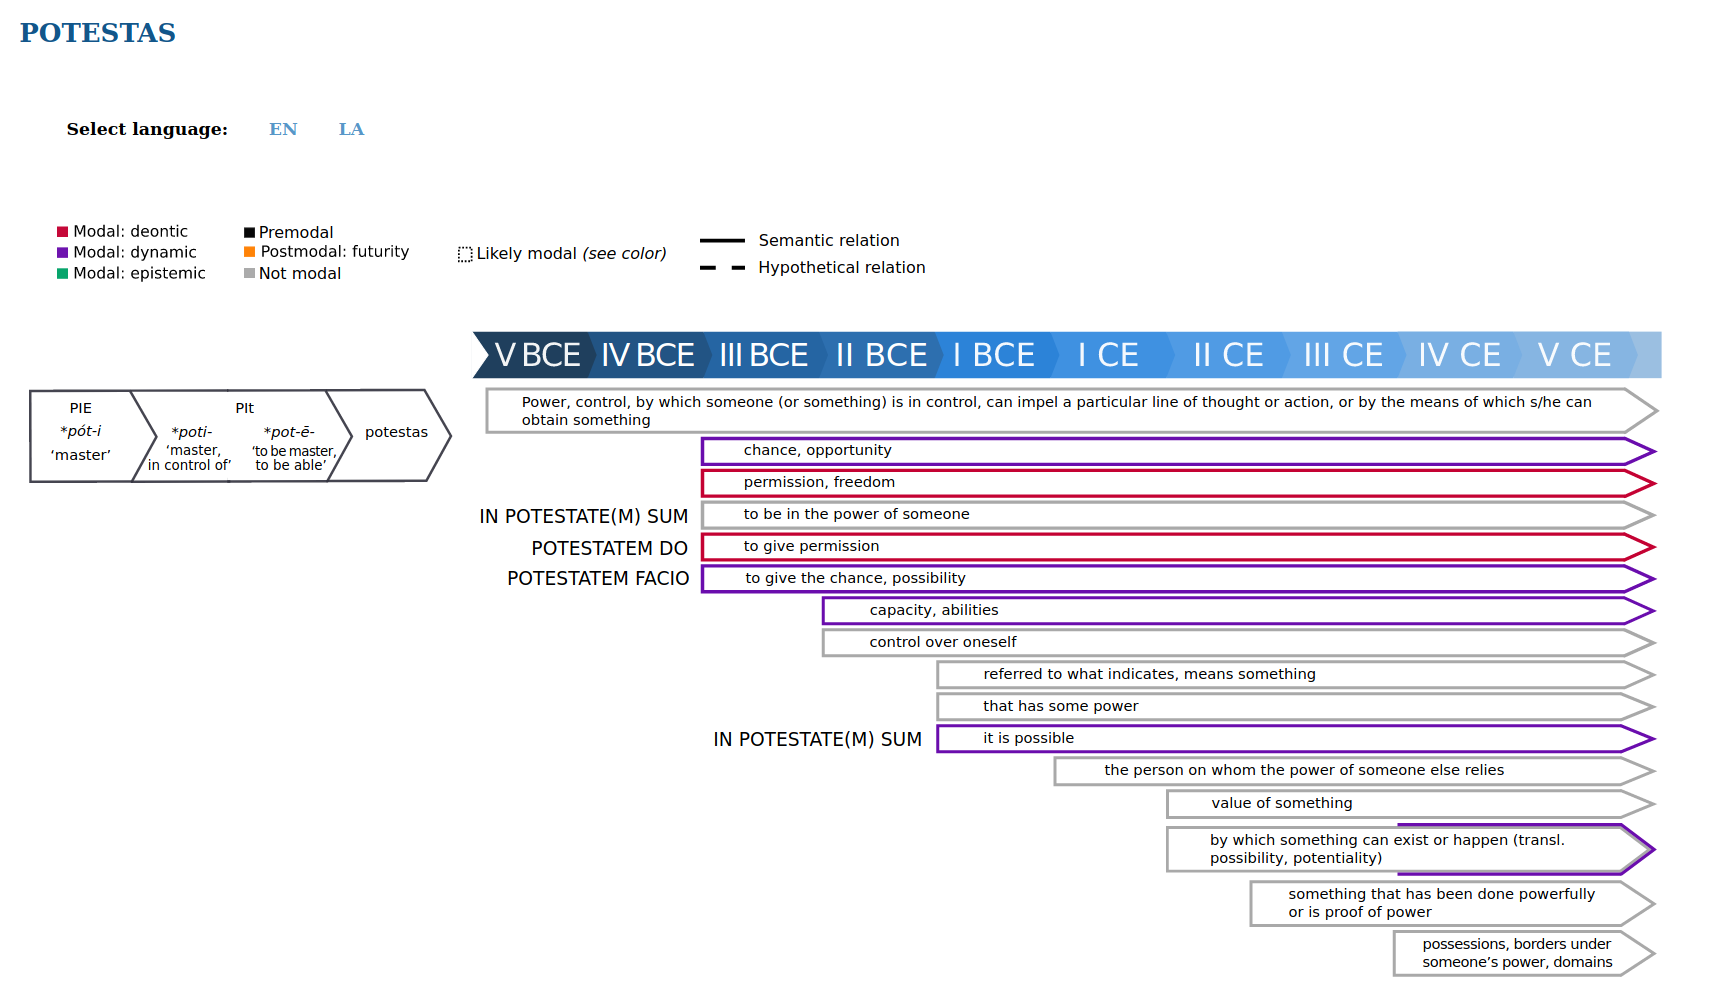 POTESTAS
Select language: EN LA
Modal: deontic
Modal: dynamic
Modal: epistemic
Premodal
Postmodal: futurity
Not modal
Likely modal (see color)
Semantic relation
Hypothetical relation
V BCE IV BCE III BCE II BCE I BCE I CE II CE III CE IV CE V CE
PIE
*pót-i
‘master’
PIt
*poti-
‘master,
in control of’
*pot-ē-
‘to be master,
to be able’
potestas
Power, control, by which someone (or something) is in control, can impel a particular line of thought or action, or by the means of which s/he can
obtain something
chance, opportunity
permission, freedom
IN POTESTATE(M) SUM to be in the power of someone
POTESTATEM DO to give permission
POTESTATEM FACIO to give the chance, possibility
capacity, abilities
control over oneself
referred to what indicates, means something
that has some power
IN POTESTATE(M) SUM it is possible
the person on whom the power of someone else relies
value of something
by which something can exist or happen (transl.
possibility, potentiality)
something that has been done powerfully
or is proof of power
possessions, borders under
someone’s power, domains